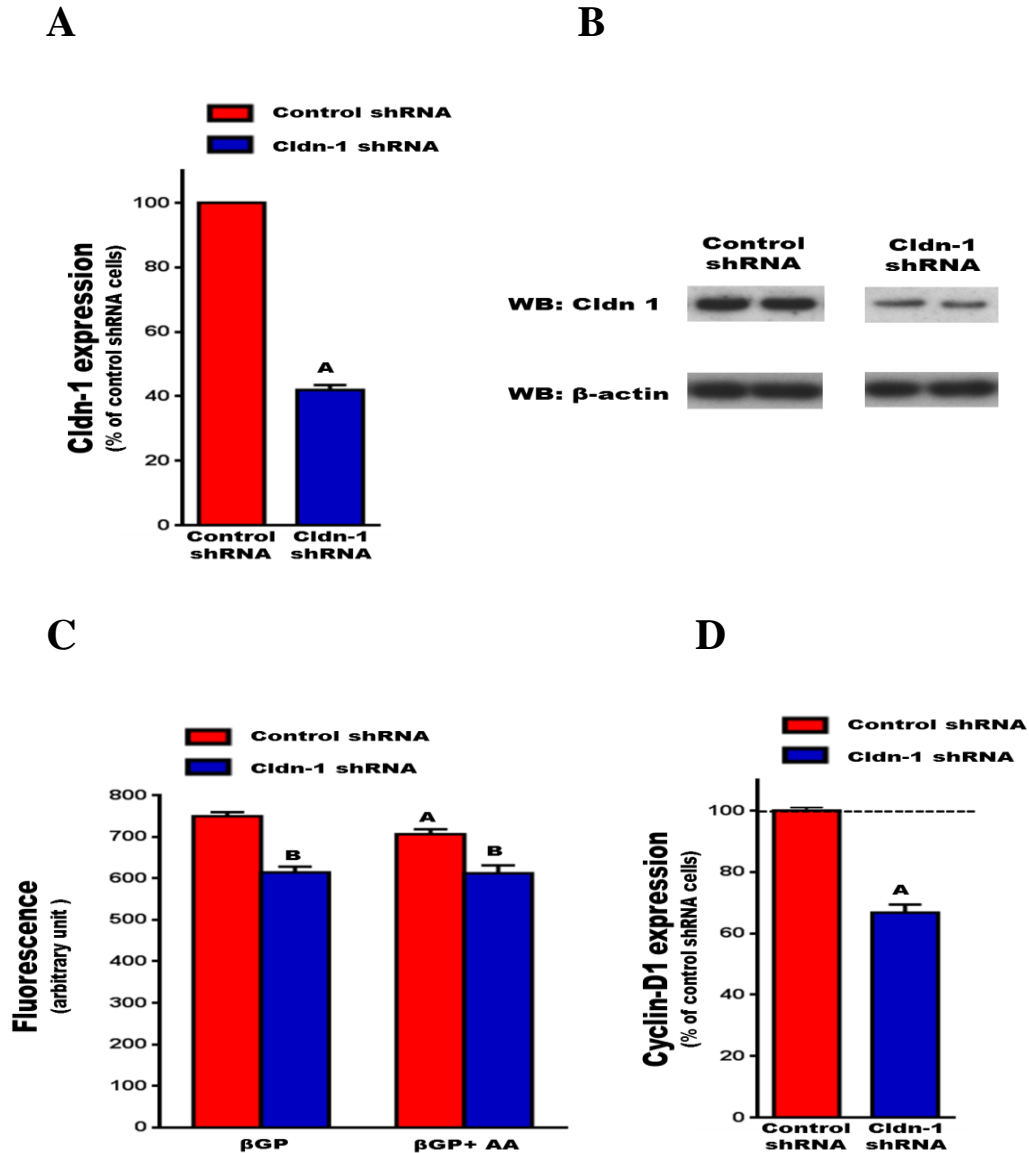 A
B
Control shRNA
Cldn-1 shRNA
Cldn-1 expression
(% of control shRNA cells)
100
80
60
40
20
0
A
Control
shRNA
Cldn-1
shRNA
Control
shRNA
Cldn-1
shRNA
WB: Cldn 1
WB: β-actin
C
D
Control shRNA
Cldn-1 shRNA
Fluorescence
(arbitrary unit )
800
700
600
500
400
300
200
100
0
B
A
B
βGP
βGP+ AA
Control shRNA
Cldn-1 shRNA
Cyclin-D1 expression
(% of control shRNA cells)
100
80
60
40
20
0
A
Control
shRNA
Cldn-1
shRNA